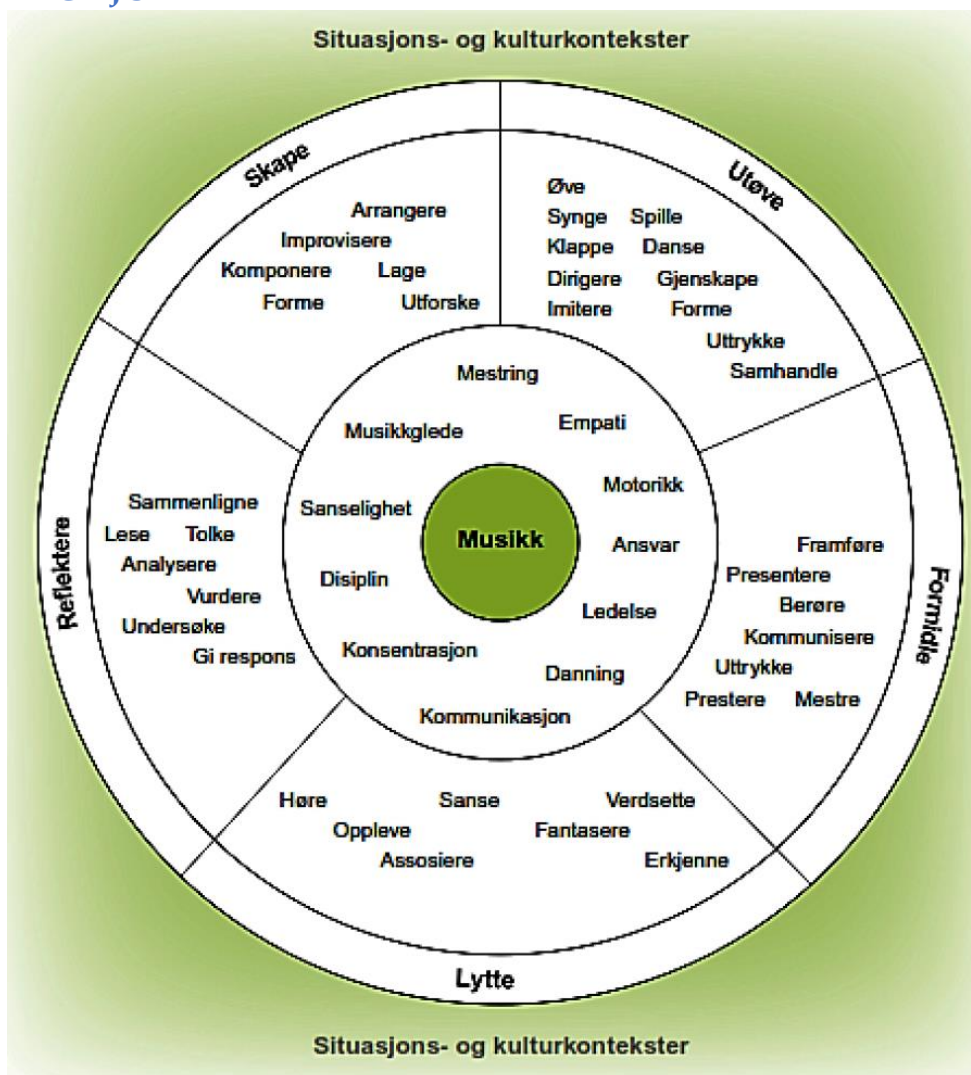 Situasjons- og kulturkontekster
Skape
Arrangere
Improvisere
Komponere Lage
Forme Utforske
Utøve
Øve
Synge Spille
Klappe Danse
Dirigere Gjenskape
Imitere Forme
Uttrykke
Samhandle
Mestring
Musikkglede Empati
Sanselighet Motorikk
Musikk
Ansvar
Disiplin
Ledelse
Konsentrasjon
Danning
Kommunikasjon
Reflektere
Sammenligne
Lese Tolke
Analysere
Vurdere
Undersøke
Gi respons
Formidle
Framføre
Presentere
Berøre
Kommunisere
Uttrykke
Prestere Mestre
Høre Sanse Verdsette
Oppleve Fantasere
Assosiere Erkjenne
Lytte
Situasjons- og kulturkontekster